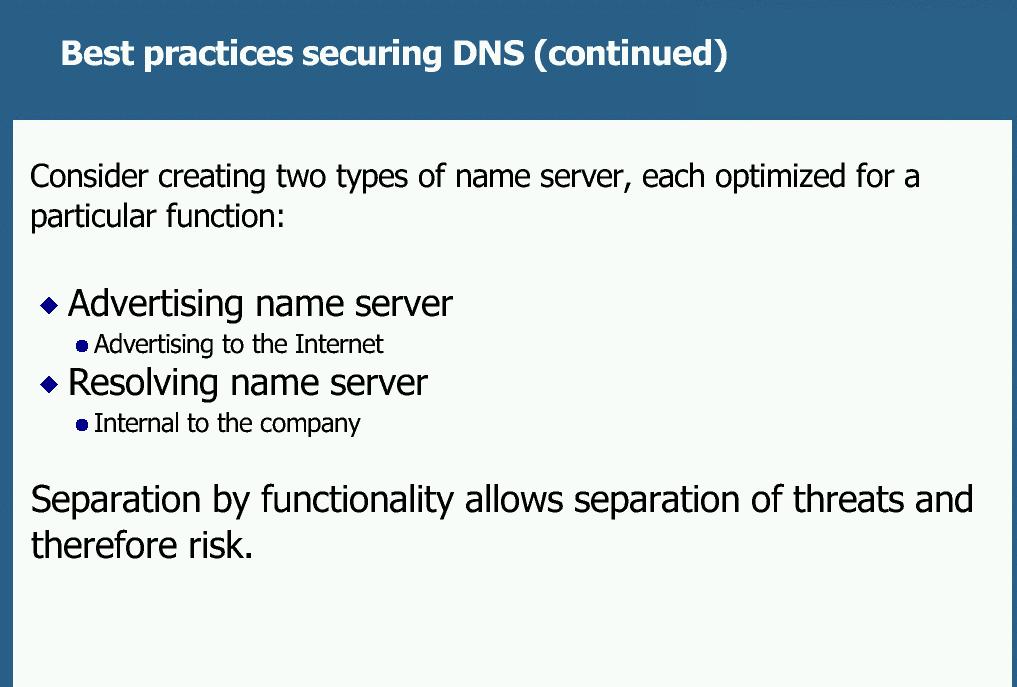 Best practices securing DNS (continued)
Consider creating two types of name server, each optimized for a
particular function:
Advertising name server
Advertising to the Internet
Resolving name server
Internal to the company
Separation by functionality allows separation of threats and
therefore risk.